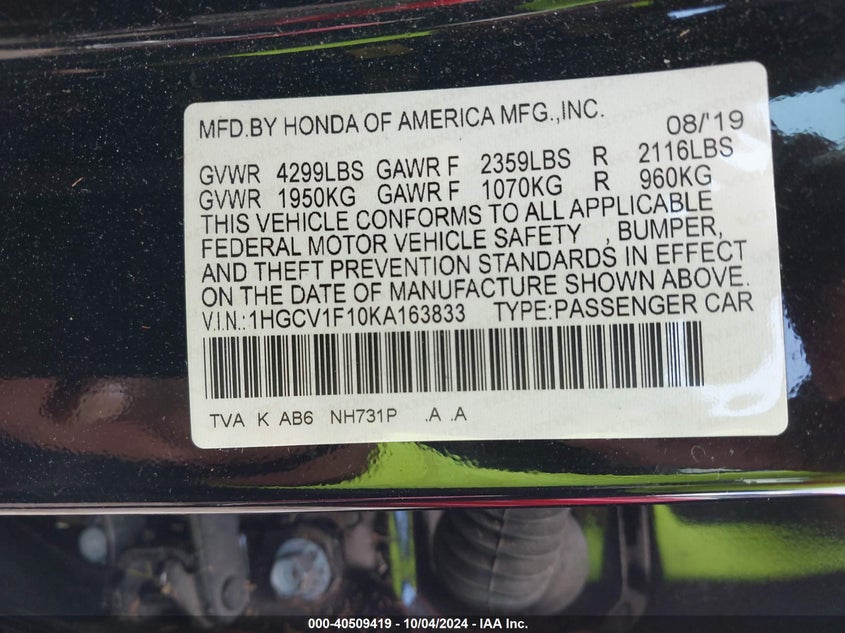 MFD.BY HONDA OF AMERICA MFG.,INC. 08/'19
GVWR 4299LBS GAWR F 2359LBS R 2116LBS
GVWR 1950KG GAWR F 1070KG R 960KG
THIS VEHICLE CONFORMS TO ALL APPLICABLE
FEDERAL MOTOR VEHICLE SAFETY , BUMPER,
AND THEFT PREVENTION STANDARDS IN EFFECT
ON THE DATE OF MANUFACTURE SHOWN ABOVE.
V.I.N.:1HGCV1F10KA163833 TYPE:PASSENGER CAR
TVA K AB6 NH731P .A .A
000-40509419 - 10/04/2024 - IAA Inc.